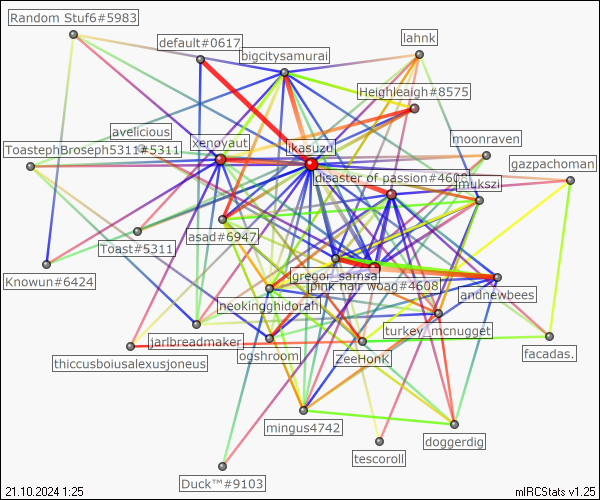 Random Stuf6#5983
default#0617
lahnk
bigcitysamurai
Heighleaigh#8575
avelicious
moonraven
ToastephBroseph5311#5311
xenoyaut
likasuzu
gazpachoman
disaster of passion#4608
mukszi
asad#6947
Toast#5311
Knowun#6424
gregor_samsa
pink hair woag#4608
andnewbees
neokingghidorah
turkey_mcnugget
jarlbreadmaker
ogshroom
ZeeHonk
facadas.
thiccusboiusalexusjoneus
mingus4742
doggerdig
tescoroll
Duck™#9103
21.10.2024 1:25
mIRCStats v1.25